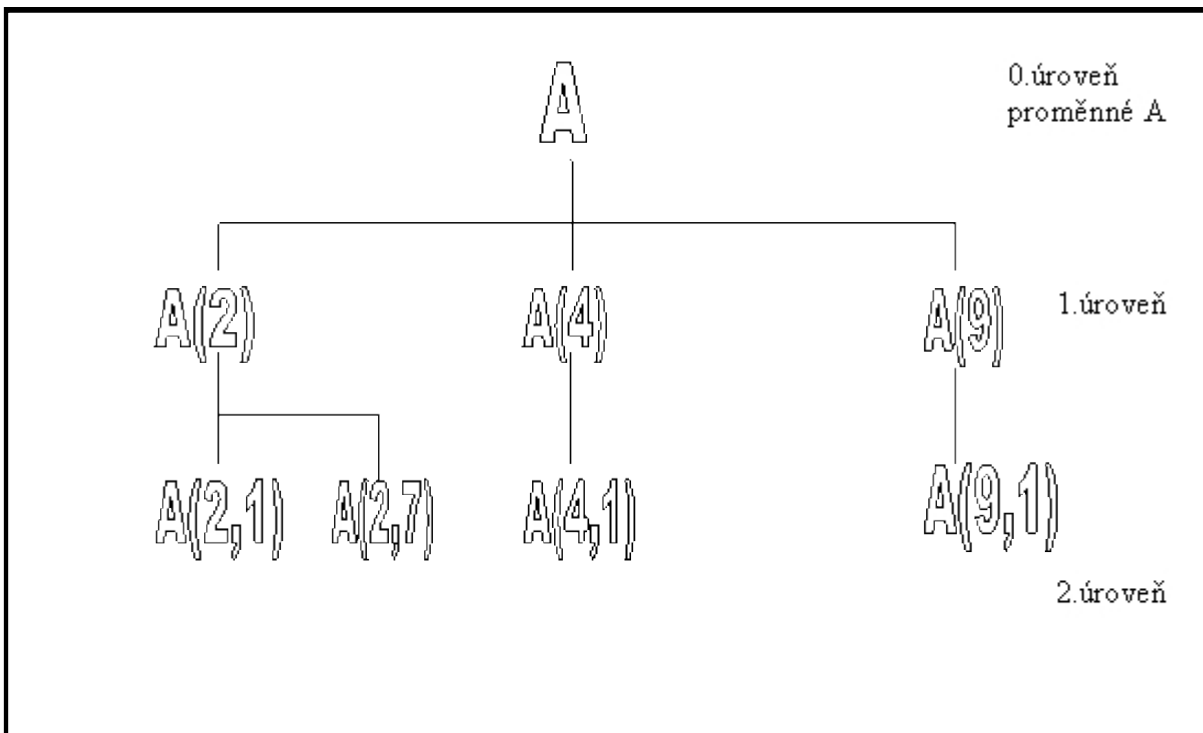 A
0.úroveň
proměnné A
A(2)
A(4)
A(9)
1.úroveň
A(2,1)
A(2,7)
A(4,1)
A(9,1)
2.úroveň